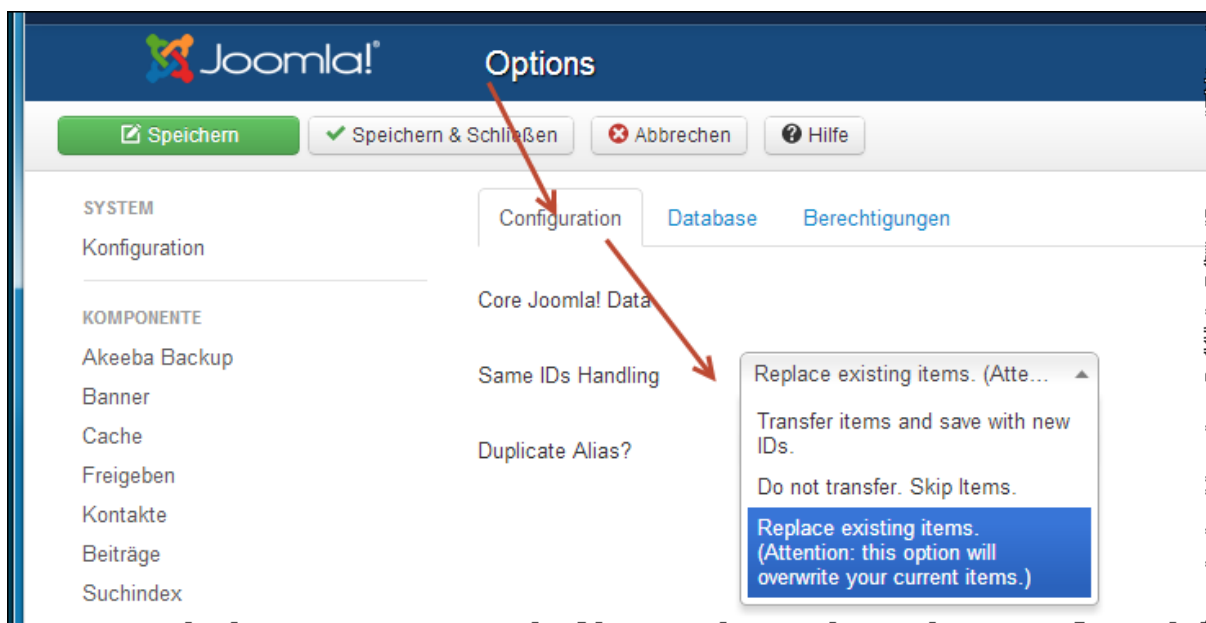 Joomla!®
Options
Speichern
Speichern & Schließen
Abbrechen
Hilfe
SYSTEM
Konfiguration
KOMPONENTE
Akeeba Backup
Banner
Cache
Freigeben
Kontakte
Beiträge
Suchindex
Configuration
Database
Berechtigungen
Core Joomla! Data
Same IDs Handling
Replace existing items. (Atte...
Transfer items and save with new
IDs.
Do not transfer. Skip Items.
Replace existing items.
(Attention: this option will
overwrite your current items.)
Duplicate Alias?